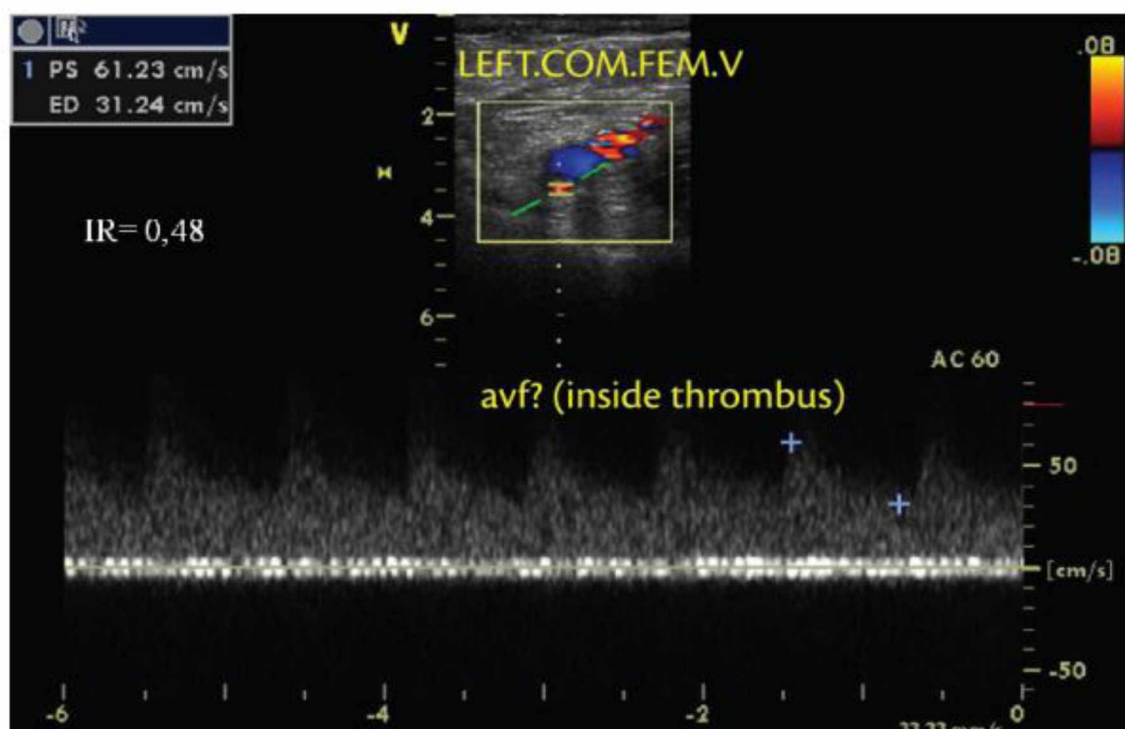 V
1 PS 61.23 cm/s
ED 31.24 cm/s
LEFT.COM.FEM.V
.08
-.08
2
4
6
IR= 0,48
AC 60
avf? (inside thrombus)
50
[cm/s]
-50
-6
-4
-2
0